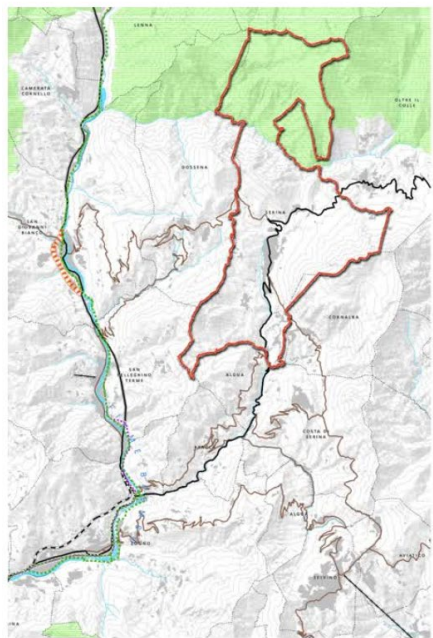 LENNA
CAMERATA
CORNELLO
OLTRE IL
COLLE
DOSSENA
SERINA
SAN
GIOVANNI
BIANCO
CORNALBA
SAN
PELLEGRINO
TERME
ALGUA
COSTA DI
SERINA
ZOGNO
AVIATICO
SELVINO